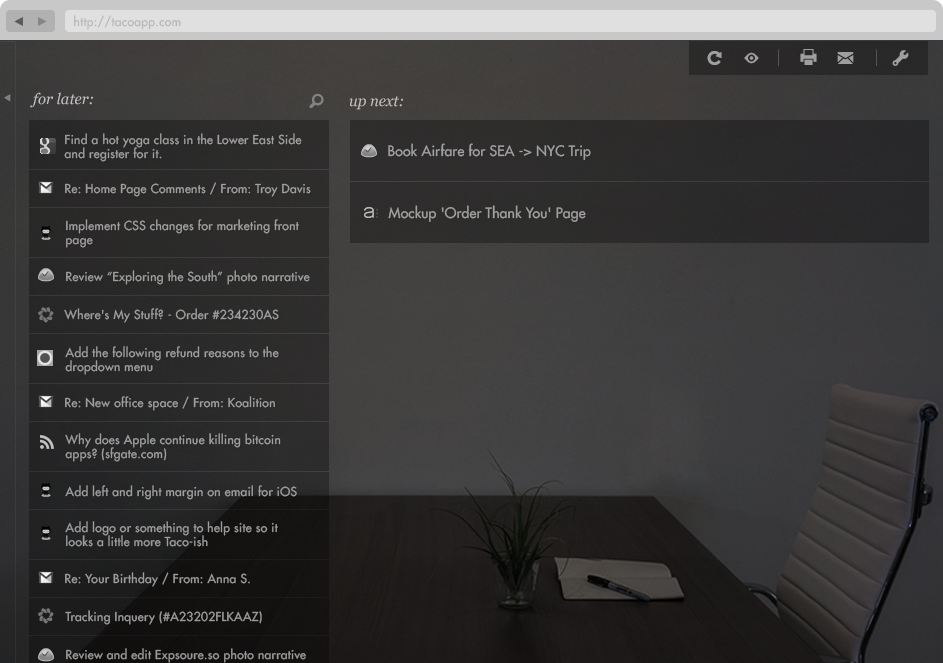 http://tacoapp.com
for later:
Find a hot yoga class in the Lower East Side
and register for it.
Re: Home Page Comments / From: Troy Davis
Implement CSS changes for marketing front
page
Review “Exploring the South” photo narrative
Where's My Stuff? - Order #234230AS
Add the following refund reasons to the
dropdown menu
Re: New office space / From: Koalition
Why does Apple continue killing bitcoin
apps? (sfgate.com)
Add left and right margin on email for iOS
Add logo or something to help site so it
looks a little more Taco-ish
Re: Your Birthday / From: Anna S.
Tracking Inquery (#A23202FLKAAZ)
Review and edit Expsoure.so photo narrative
up next:
Book Airfare for SEA -> NYC Trip
Mockup 'Order Thank You' Page